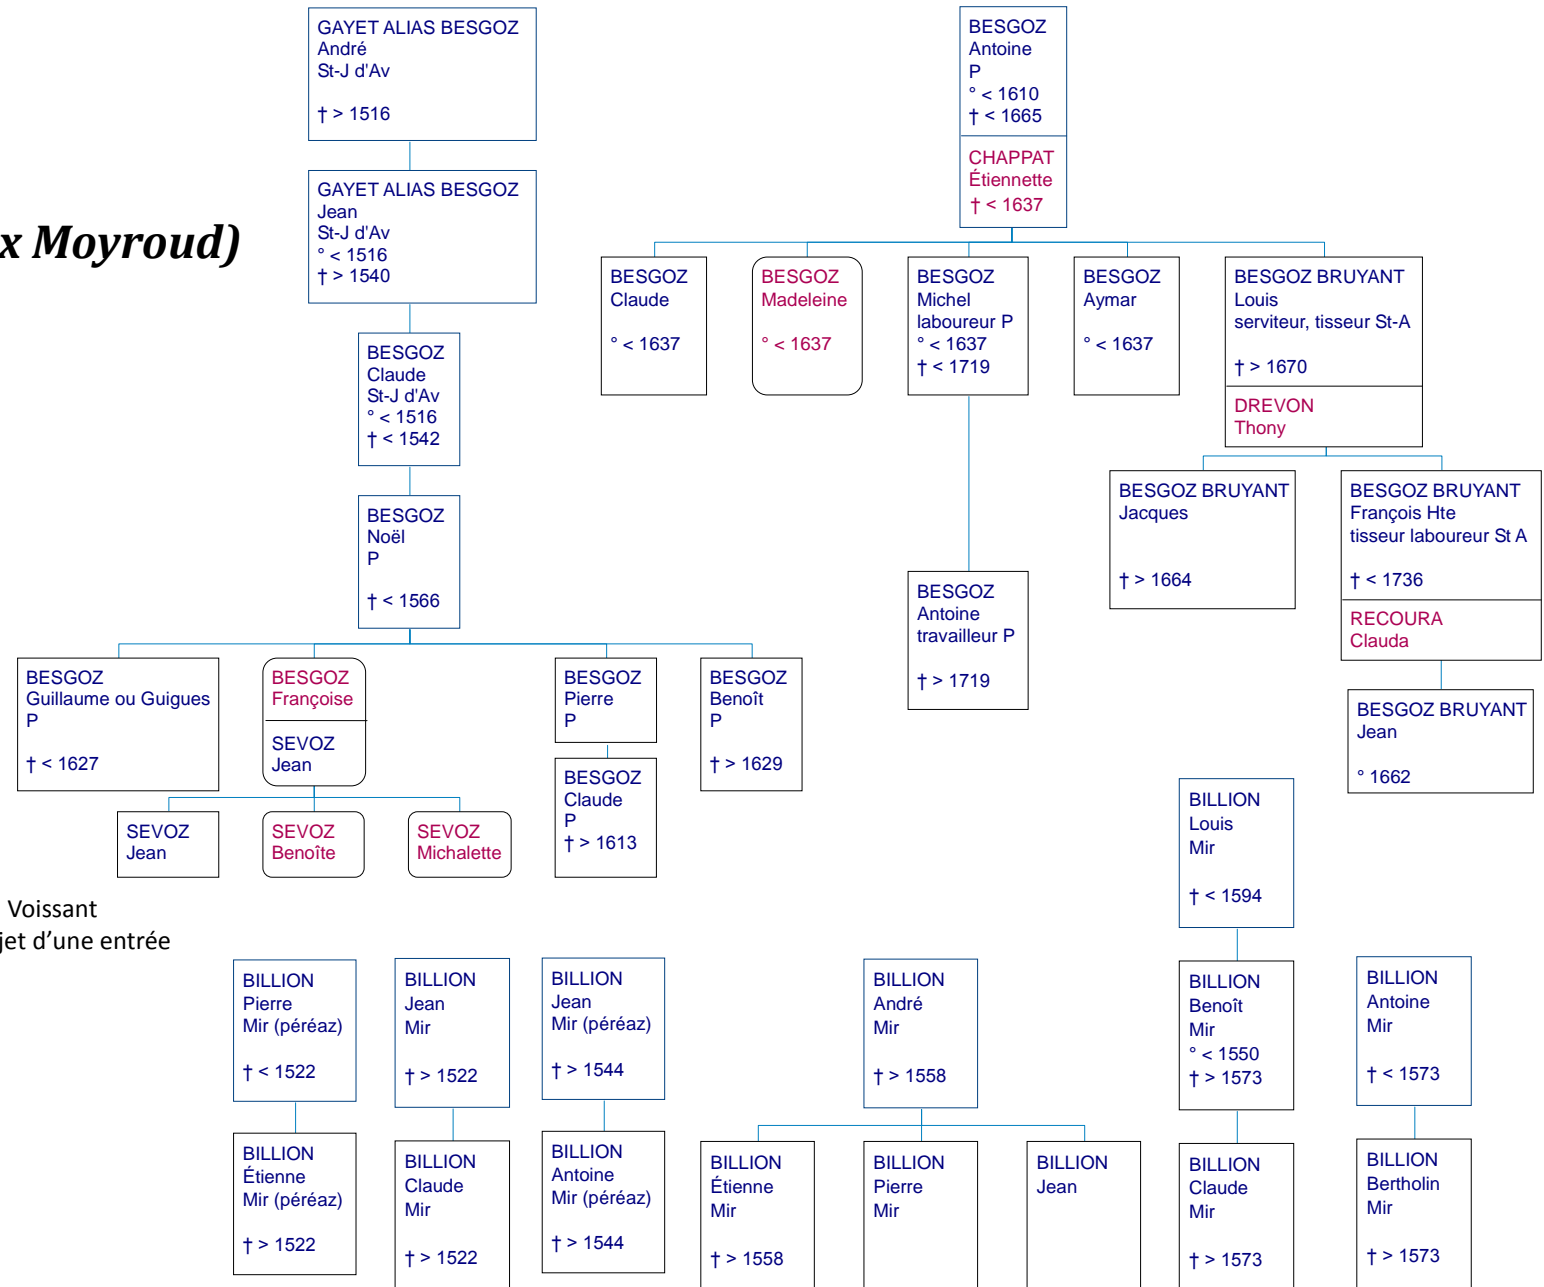 GAYET ALIAS BESGOZ
André
St-J d'Av
† > 1516
GAYET ALIAS BESGOZ
Jean
St-J d'Av
° < 1516
† > 1540
x Moyroud)
BESGOZ
Claude
St-J d'Av
° < 1516
† < 1542
BESGOZ
Noël
P
† < 1566
BESGOZ
Guillaume ou Guigues
P
† < 1627
BESGOZ
Françoise
SEVOZ
Jean
BESGOZ
Pierre
P
BESGOZ
Benoît
P
† > 1629
SEVOZ
Jean
SEVOZ
Benoîte
SEVOZ
Michalette
BESGOZ
Claude
P
† > 1613
BESGOZ
Antoine
P
° < 1610
† < 1665
CHAPPAT
Étiennette
† < 1637
BESGOZ
Claude
° < 1637
BESGOZ
Madeleine
° < 1637
BESGOZ
Michel
laboureur P
° < 1637
† < 1719
BESGOZ
Aymar
° < 1637
BESGOZ BRUYANT
Louis
serviteur, tisseur St-A
† > 1670
DREVON
Thony
BESGOZ
Antoine
travailleur P
† > 1719
BESGOZ BRUYANT
Jacques
† > 1664
BESGOZ BRUYANT
François Hte
tisseur laboureur St A
† < 1736
RECOURA
Clauda
BESGOZ BRUYANT
Jean
° 1662
Voissant
jet d’une entrée
BILLION
Pierre
Mir (péréaz)
† < 1522
BILLION
Étienne
Mir (péréaz)
† > 1522
BILLION
Jean
Mir
† > 1522
BILLION
Claude
Mir
† > 1522
BILLION
Jean
Mir (péréaz)
† > 1544
BILLION
Antoine
Mir (péréaz)
† > 1544
BILLION
André
Mir
† > 1558
BILLION
Étienne
Mir
† > 1558
BILLION
Pierre
Mir
BILLION
Jean
BILLION
Louis
Mir
† < 1594
BILLION
Benoît
Mir
° < 1550
† > 1573
BILLION
Claude
Mir
† > 1573
BILLION
Antoine
Mir
† < 1573
BILLION
Bertholin
Mir
† > 1573